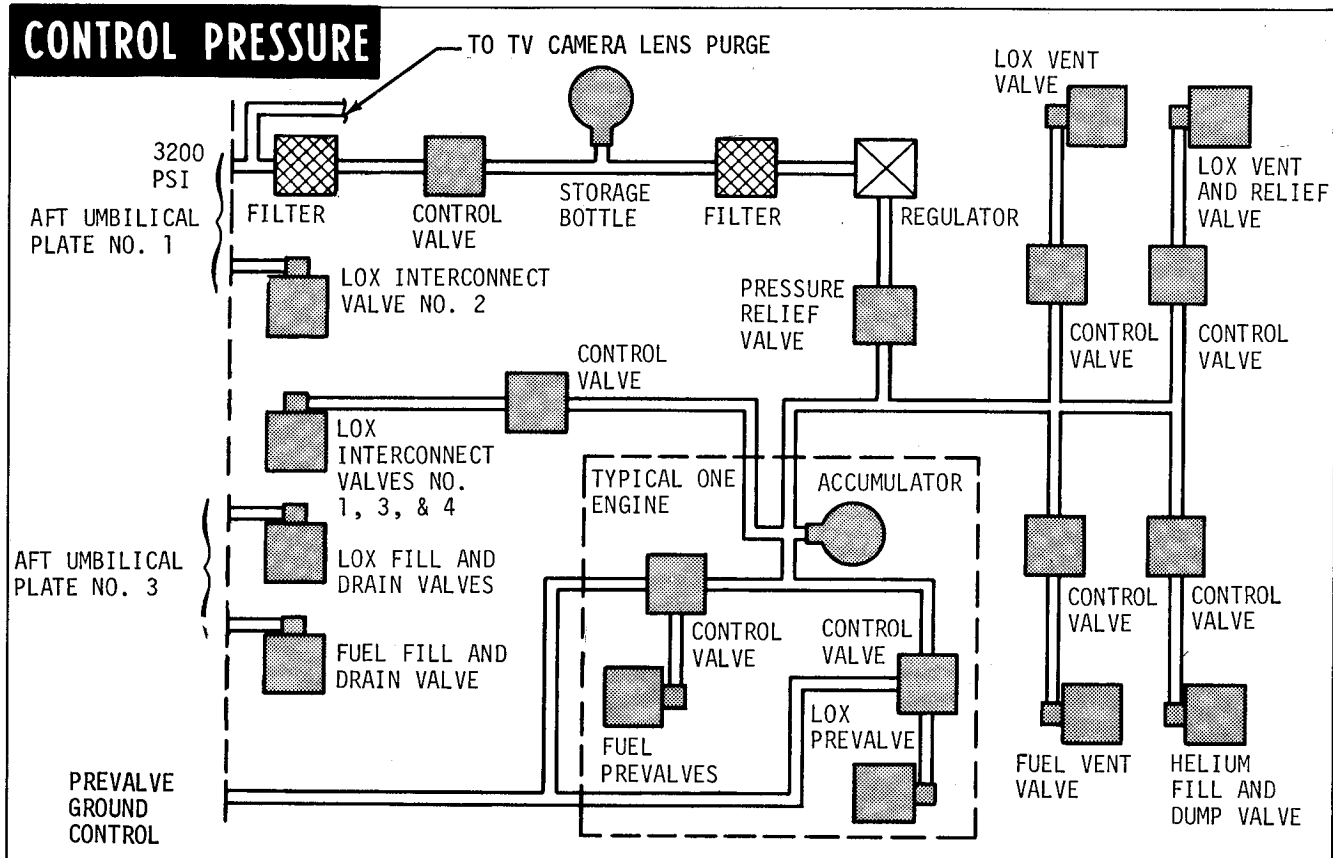 CONTROL PRESSURE
TO TV CAMERA LENS PURGE
3200
PSI
AFT UMBILICAL
PLATE NO. 1
FILTER
CONTROL
VALVE
STORAGE
BOTTLE
FILTER
REGULATOR
LOX VENT
VALVE
LOX VENT
AND RELIEF
VALVE
LOX INTERCONNECT
VALVE NO. 2
PRESSURE
RELIEF
VALVE
CONTROL
VALVE
CONTROL
VALVE
CONTROL
VALVE
LOX
INTERCONNECT
VALVES NO.
1, 3, & 4
TYPICAL ONE
ENGINE
ACCUMULATOR
AFT UMBILICAL
PLATE NO. 3
LOX FILL AND
DRAIN VALVES
FUEL FILL AND
DRAIN VALVE
CONTROL
VALVE
CONTROL
VALVE
CONTROL
VALVE
CONTROL
VALVE
FUEL
PREVALVES
LOX
PREVALVE
FUEL VENT
VALVE
HELIUM
FILL AND
DUMP VALVE
PREVALVE
GROUND
CONTROL